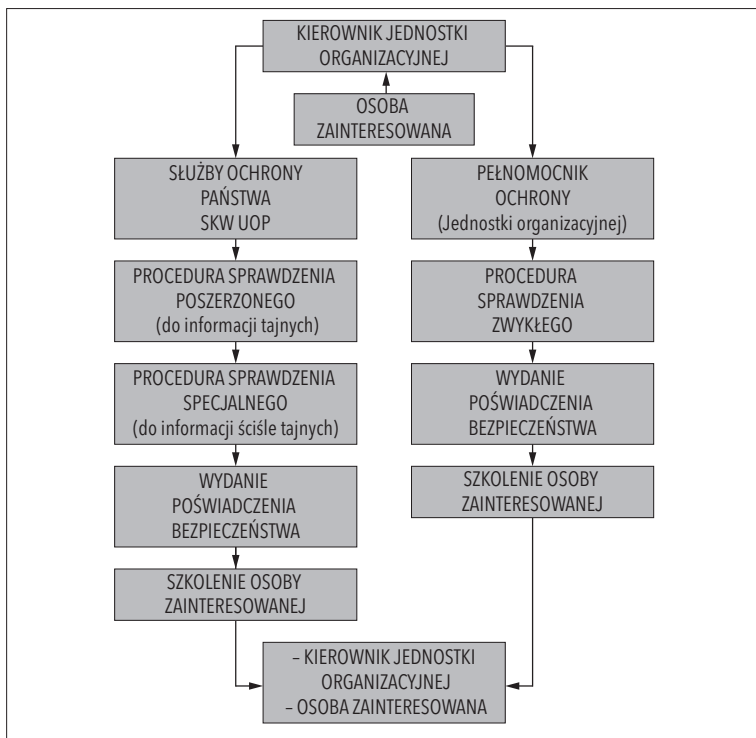 KIEROWNIK JEDNOSTKI
ORGANIZACYJNEJ
OSOBA
ZAINTERESOWANA
SŁUŻBY OCHRONY
PAŃSTWA
SKW UOP
PROCEDURA SPRAWDZENIA
POSZERZONEGO
(do informacji tajnych)
PROCEDURA SPRAWDZENIA
SPECJALNEGO
(do informacji ściśle tajnych)
WYDANIE
POŚWIADCZENIA
BEZPIECZEŃSTWA
SZKOLENIE OSOBY
ZAINTERESOWANEJ
PEŁNOMOCNIK
OCHRONY
(Jednostki organizacyjnej)
PROCEDURA
SPRAWDZENIA
ZWYKŁEGO
WYDANIE
POŚWIADCZENIA
BEZPIECZEŃSTWA
SZKOLENIE OSOBY
ZAINTERESOWANEJ
– KIEROWNIK JEDNOSTKI
ORGANIZACYJNEJ
– OSOBA ZAINTERESOWANA